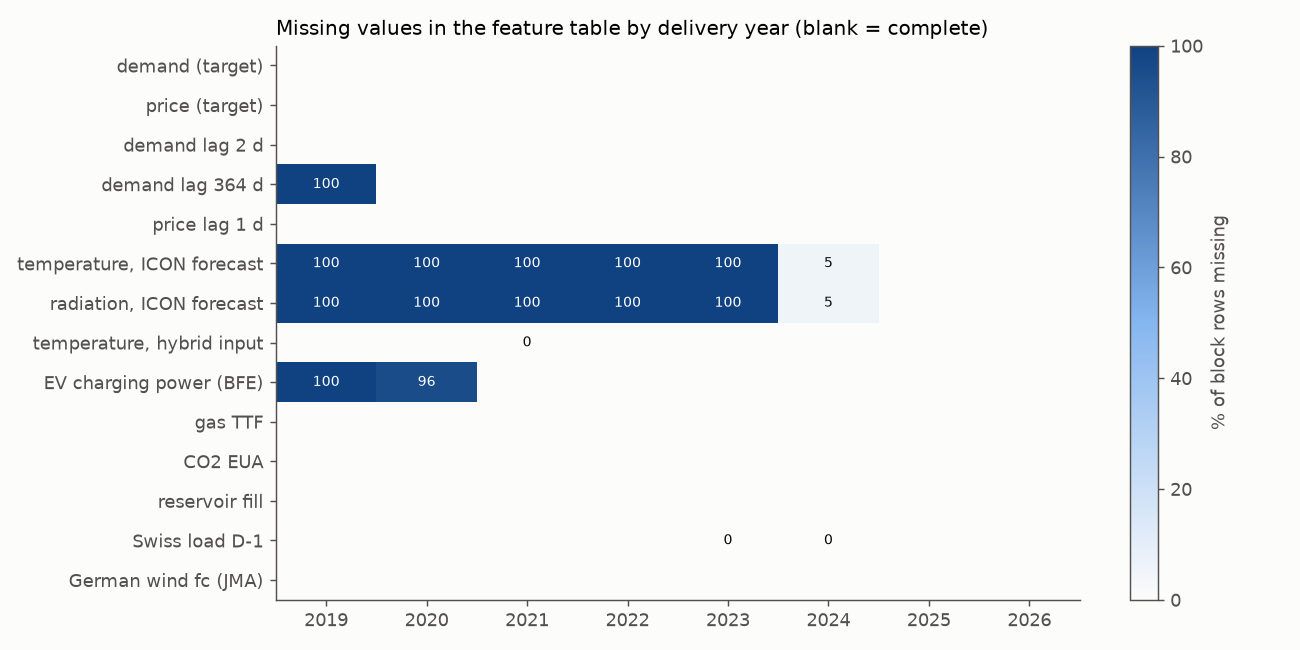 Missing values in the feature table by delivery year (blank = complete)
demand (target)
price (target)
demand lag 2 d
demand lag 364 d 100
price lag 1 d
temperature, ICON forecast 100 100 100 100 100 5
radiation, ICON forecast 100 100 100 100 100 5
temperature, hybrid input 0
EV charging power (BFE) 100 96
gas TTF
CO2 EUA
reservoir fill
Swiss load D-1 0 0
German wind fc (JMA)
2019 2020 2021 2022 2023 2024 2025 2026
100
80
60
40
20
0
% of block rows missing